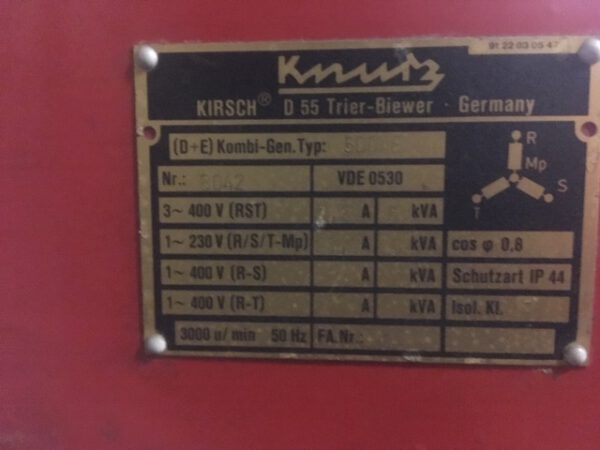 91 22 03 05 47
Knurz
KIRSCH® D 55 Trier-Biewer · Germany
(D+E) Kombi-Gen. Typ:
Nr.: VDE 0530
3~ 400 V (RST) A kVA
1~ 230 V (R/S/T-Mp) A kVA cos φ 0,8
1~ 400 V (R-S) A kVA Schutzart IP 44
1~ 400 V (R-T) A kVA Isol. Kl.
3000 u/min 50 Hz FA. Nr.:
R
Mp
S
T